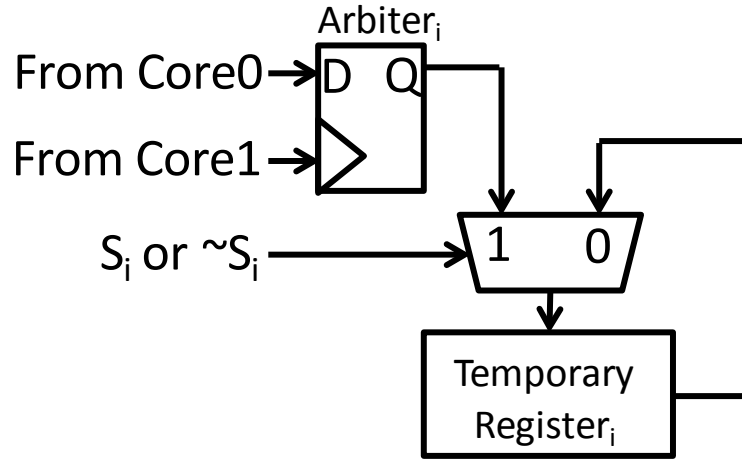 Arbiterᵢ
From Core0
D Q
From Core1
Sᵢ or ~Sᵢ
1 0
Temporary
Registerᵢ